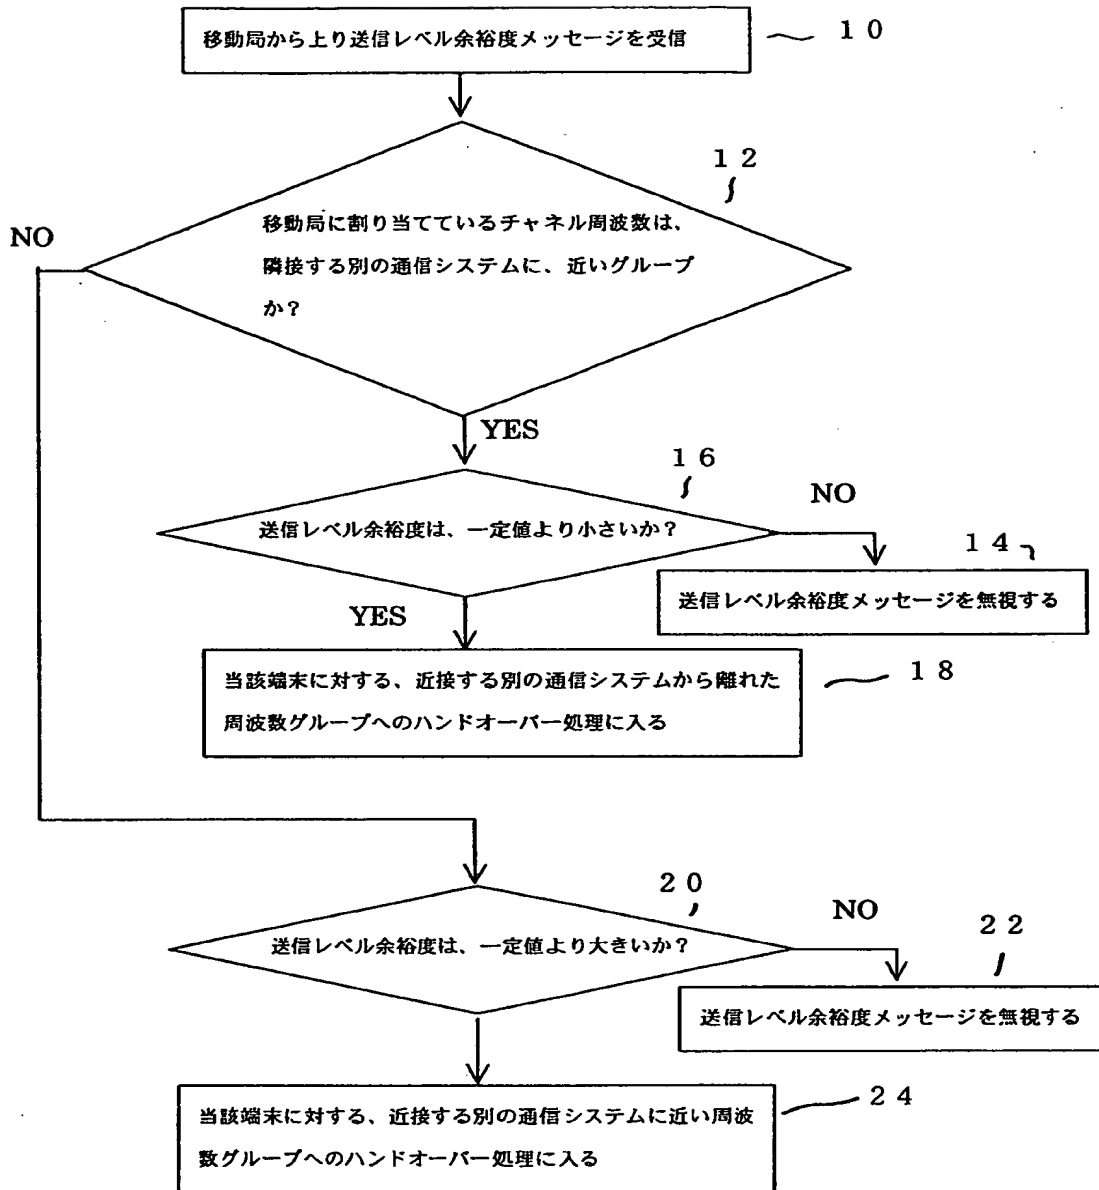 移動局から上り送信レベル余裕度メッセージを受信
１０
１２
移動局に割り当てているチャネル周波数は、
隣接する別の通信システムに、近いグループ
か？
NO
YES
１６
送信レベル余裕度は、一定値より小さいか？
NO
１４
送信レベル余裕度メッセージを無視する
YES
当該端末に対する、近接する別の通信システムから離れた
周波数グループへのハンドオーバー処理に入る
１８
２０
送信レベル余裕度は、一定値より大きいか？
NO
２２
送信レベル余裕度メッセージを無視する
当該端末に対する、近接する別の通信システムに近い周波
数グループへのハンドオーバー処理に入る
２４